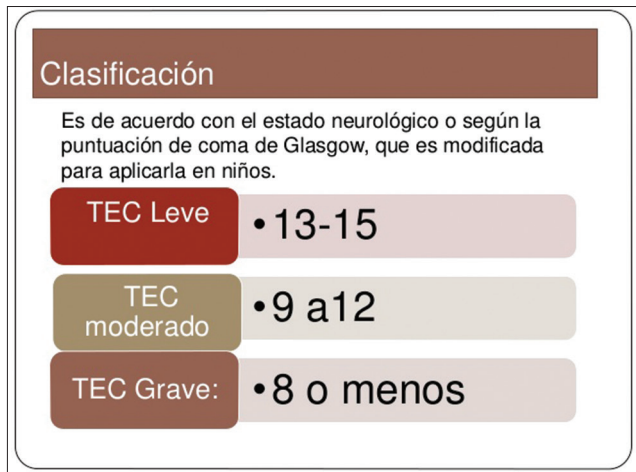 Clasificación
Es de acuerdo con el estado neurológico o según la
puntuación de coma de Glasgow, que es modificada
para aplicarla en niños.
TEC Leve
•13-15
TEC
moderado
•9 a12
TEC Grave:
•8 o menos